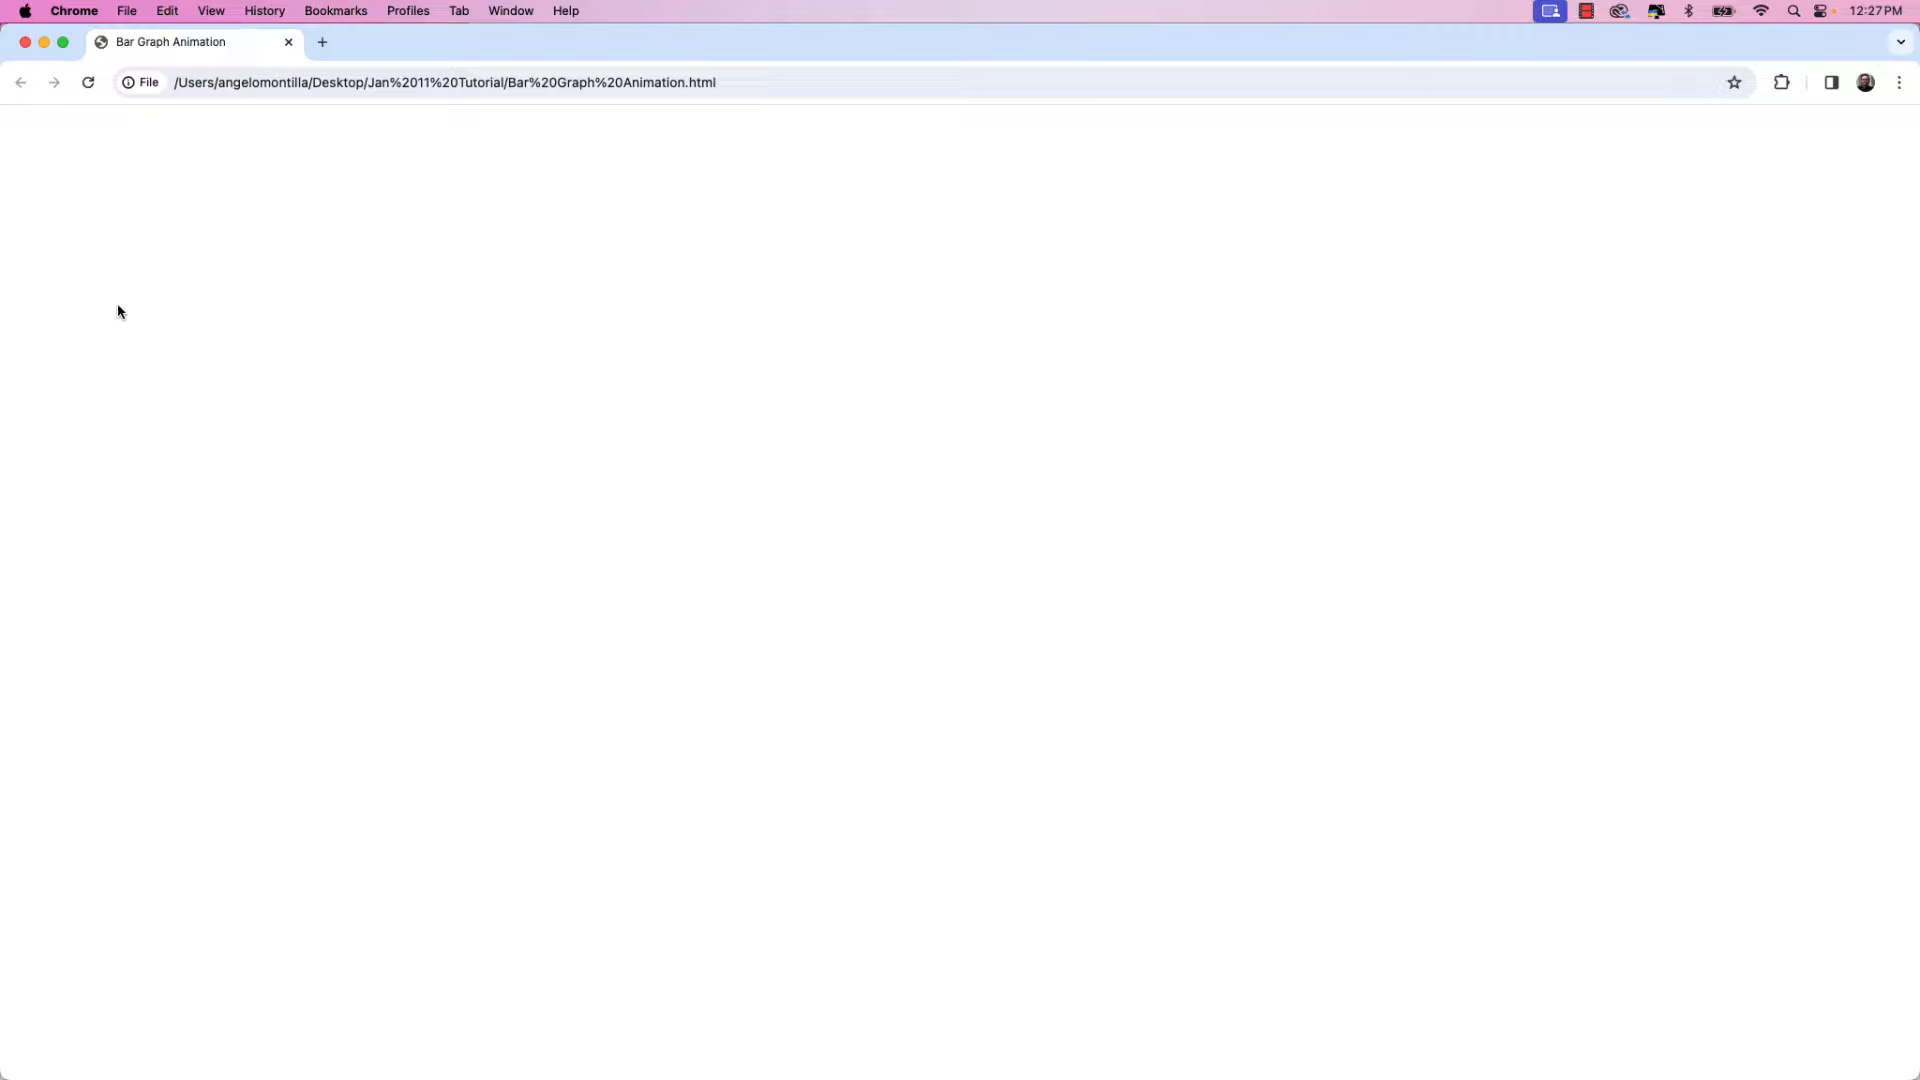 Chrome File Edit View History Bookmarks Profiles Tab Window Help 12:27 PM
Bar Graph Animation
File /Users/angelomontilla/Desktop/Jan%2011%20Tutorial/Bar%20Graph%20Animation.html